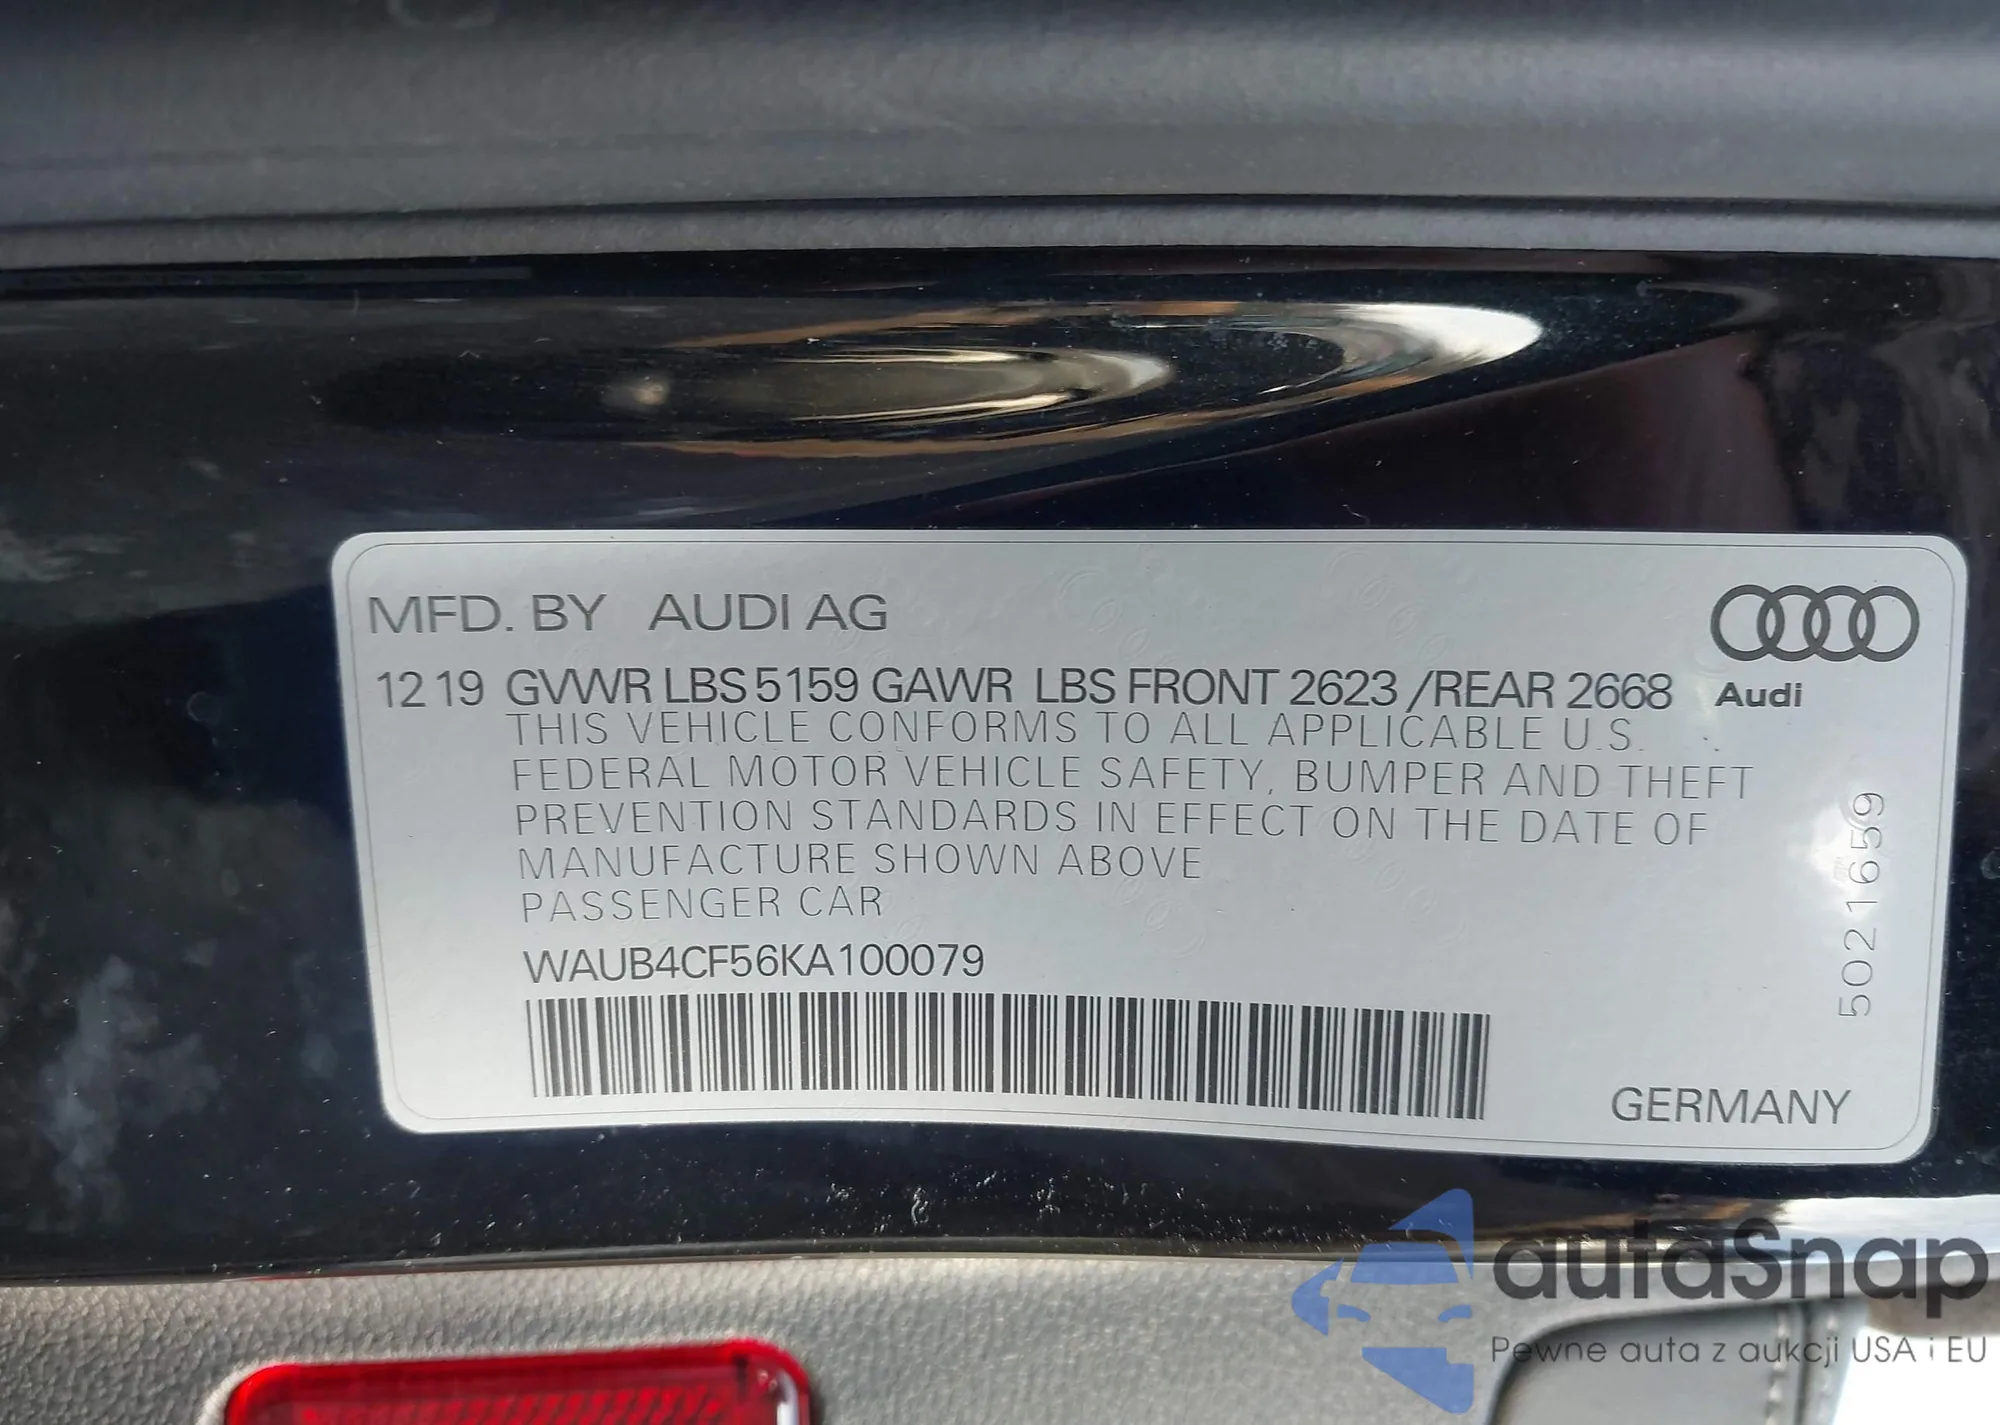 MFD. BY AUDI AG
12 19 GVWR LBS 5159 GAWR LBS FRONT 2623 /REAR 2668
Audi
THIS VEHICLE CONFORMS TO ALL APPLICABLE U.S.
FEDERAL MOTOR VEHICLE SAFETY, BUMPER AND THEFT
PREVENTION STANDARDS IN EFFECT ON THE DATE OF
MANUFACTURE SHOWN ABOVE
PASSENGER CAR
WAUB4CF56KA100079
5021659
GERMANY
autaSnap
Pewne auta z aukcji USA i EU